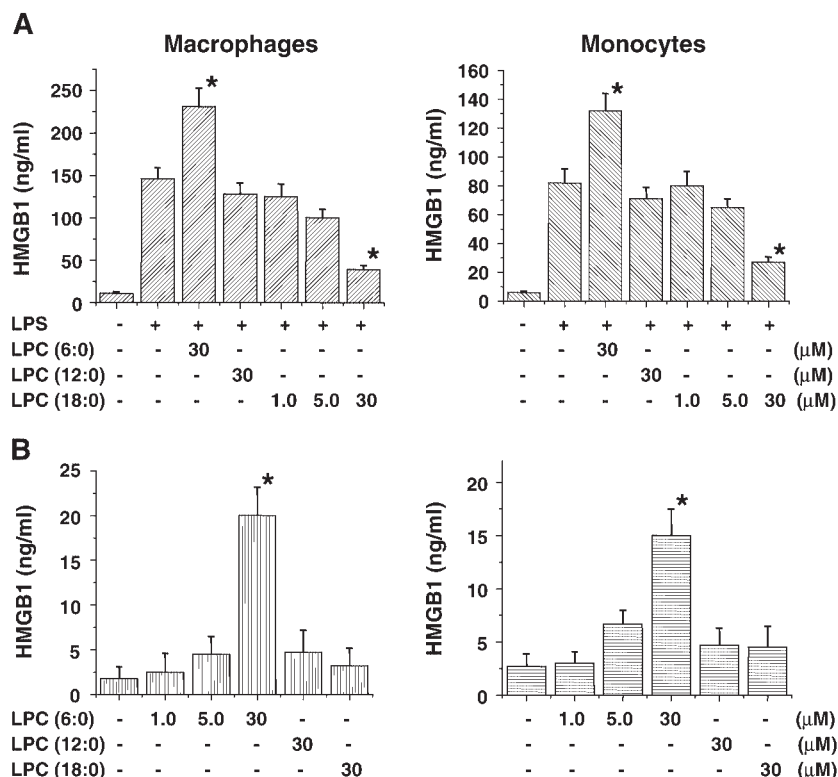 A
Macrophages
Monocytes
HMGB1 (ng/ml)
250
200
150
100
50
0
HMGB1 (ng/ml)
160
140
120
100
80
60
40
20
0
* *
* *
LPS - + + + + + + - + + + + + +
LPC (6:0) - - 30 - - - - - - 30 - - - - (μM)
LPC (12:0) - - - 30 - - - - - - 30 - - - (μM)
LPC (18:0) - - - - 1.0 5.0 30 - - - - 1.0 5.0 30 (μM)
B
HMGB1 (ng/ml)
25
20
15
10
5
0
HMGB1 (ng/ml)
20
15
10
5
0
*
*
LPC (6:0) - 1.0 5.0 30 - - - 1.0 5.0 30 - - (μM)
LPC (12:0) - - - - 30 - - - - - 30 - (μM)
LPC (18:0) - - - - - 30 - - - - - 30 (μM)